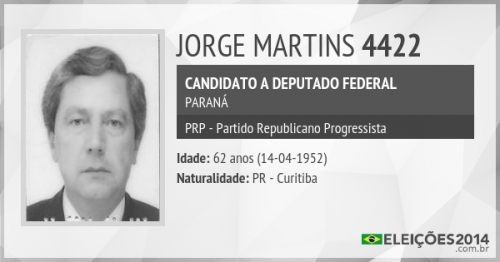 JORGE MARTINS 4422
CANDIDATO A DEPUTADO FEDERAL
PARANÁ
PRP - Partido Republicano Progressista
Idade: 62 anos (14-04-1952)
Naturalidade: PR - Curitiba
ELEIÇÕES2014
.com.br